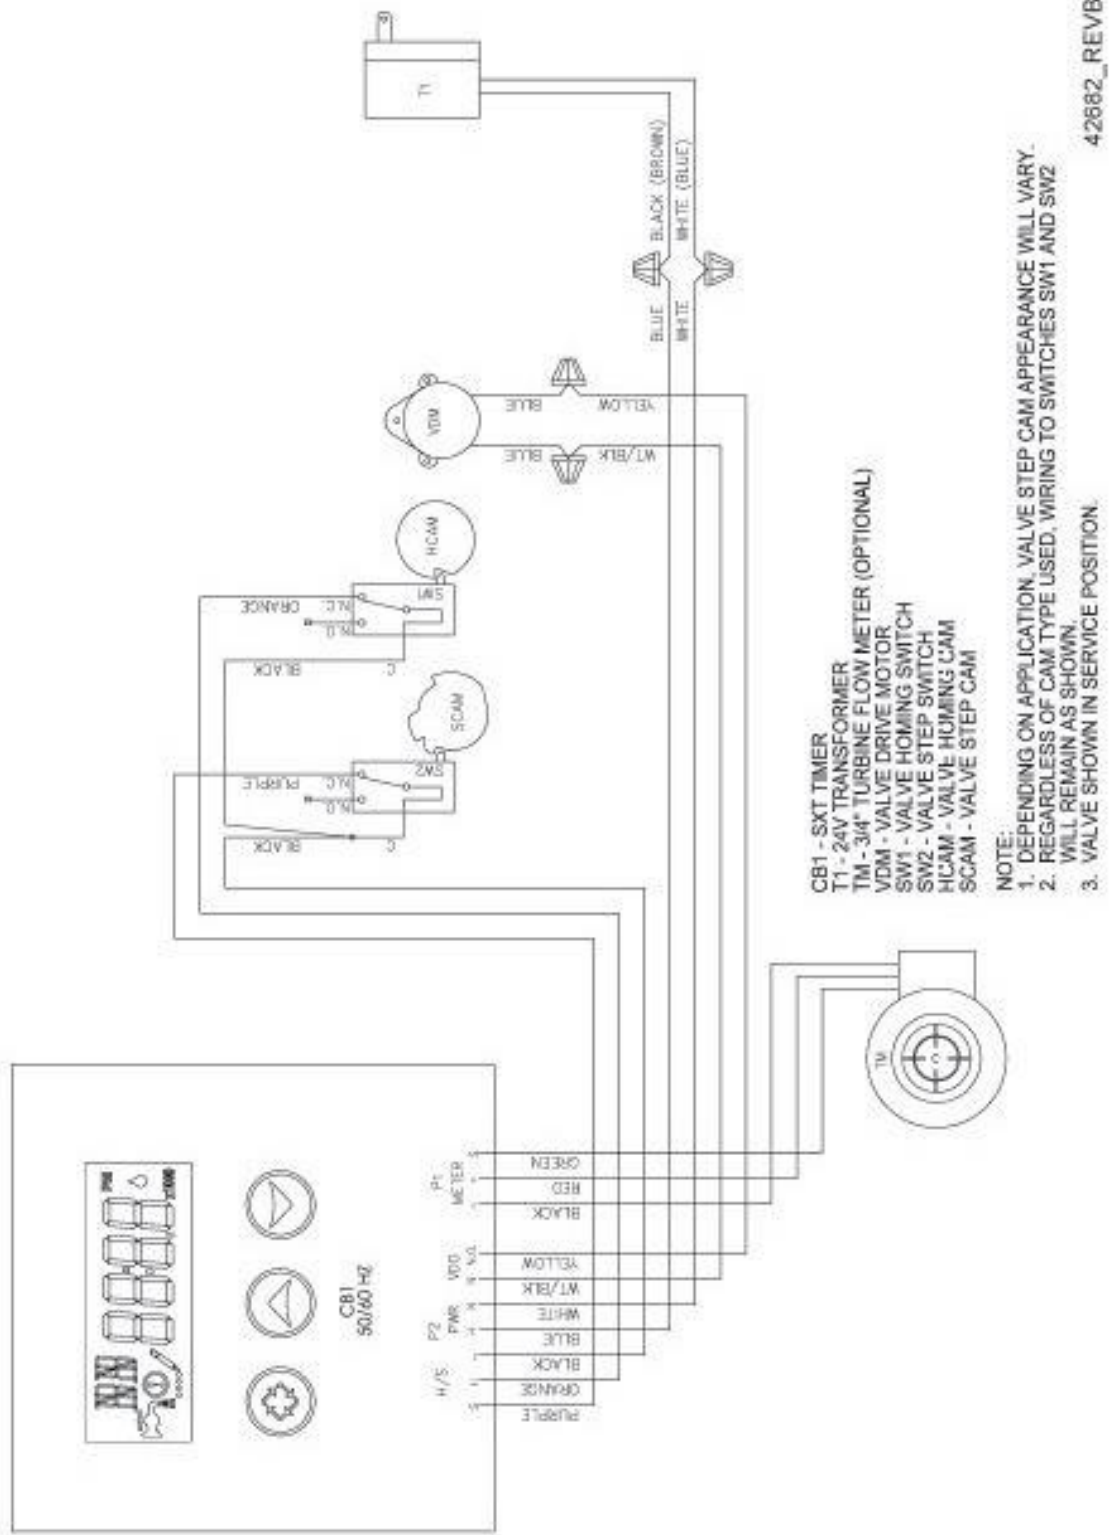 T1
BLACK (BROWN)
WHITE (BLUE)
BLUE
WHITE
VDM
BLUE
YELLOW
BLUE
WT/BLK
HCAM
SW1
ORANGE
N.C.
N.O.
BLACK
C
SCAM
SW2
PURPLE
N.C.
N.O.
BLACK
C
PM
x1000
CB1
50/60 HZ
H/S
P2
PWR
VDO
P1
METER
PURPLE
ORANGE
BLACK
BLUE
WHITE
WT/BLK
YELLOW
BLACK
RED
GREEN
TM
CB1 - SXT TIMER
T1 - 24V TRANSFORMER
TM - 3/4" TURBINE FLOW METER (OPTIONAL)
VDM - VALVE DRIVE MOTOR
SW1 - VALVE HOMING SWITCH
SW2 - VALVE STEP SWITCH
HCAM - VALVE HOMING CAM
SCAM - VALVE STEP CAM
NOTE:
1. DEPENDING ON APPLICATION, VALVE STEP CAM APPEARANCE WILL VARY.
2. REGARDLESS OF CAM TYPE USED, WIRING TO SWITCHES SW1 AND SW2
WILL REMAIN AS SHOWN.
3. VALVE SHOWN IN SERVICE POSITION.
42682_REVB